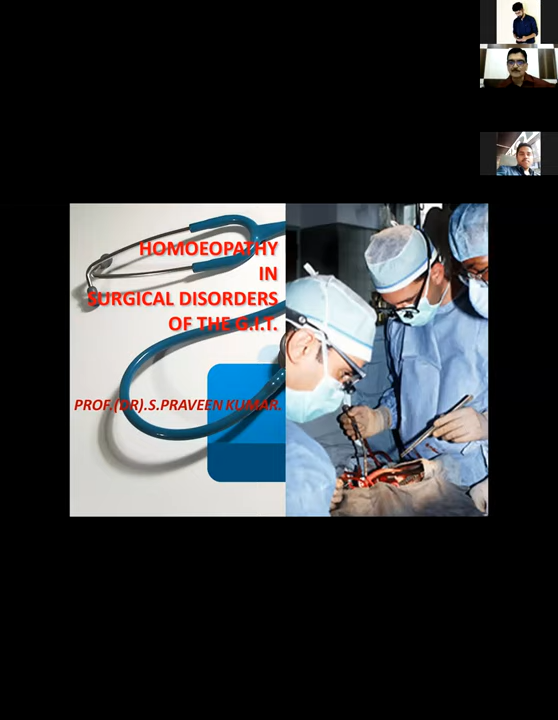 HOMOEOPATHY
IN
SURGICAL DISORDERS
OF THE G.I.T.
PROF.(DR).S.PRAVEEN KUMAR.